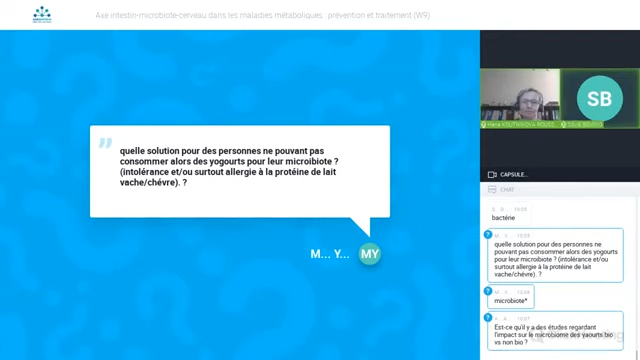 Axe intestin-microbiote-cerveau dans les maladies métaboliques : prévention et traitement (W9)
quelle solution pour des personnes ne pouvant pas
consommer alors des yogourts pour leur microibiote ?
(intolérance et/ou surtout allergie à la protéine de lait
vache/chévre). ?
M... Y...
MY
SB
CAPSULE...
CHAT
bactérie
quelle solution pour des personnes ne
pouvant pas consommer alors des yogourts
pour leur microibiote ? (intolérance et/ou
surtout allergie à la protéine de lait
vache/chévre). ?
microbiote*
Est-ce qu'il y a des études regardant
l'impact sur le microbiome des yaourts bio
vs non bio ?